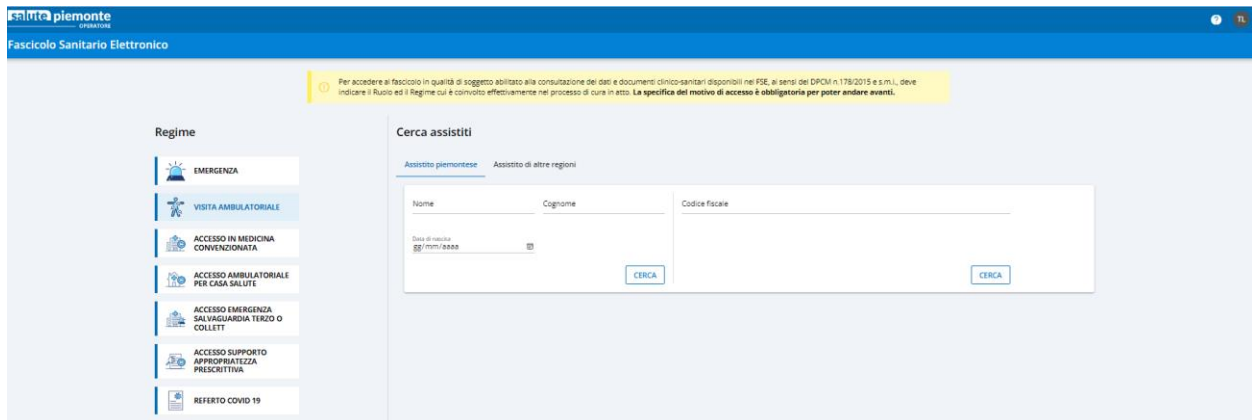 salute piemonte
OPERATORE
TL
Fascicolo Sanitario Elettronico
Per accedere al fascicolo in qualità di soggetto abilitato alla consultazione dei dati e documenti clinico-sanitari disponibili nel FSE, ai sensi del DPCM n.178/2015 e s.m.i., deve
indicare il Ruolo ed il Regime cui è coinvolto effettivamente nel processo di cura in atto. La specifica del motivo di accesso è obbligatoria per poter andare avanti.
Regime
EMERGENZA
VISITA AMBULATORIALE
ACCESSO IN MEDICINA
CONVENZIONATA
ACCESSO AMBULATORIALE
PER CASA SALUTE
ACCESSO EMERGENZA
SALVAGUARDIA TERZO O
COLLETT
ACCESSO SUPPORTO
APPROPRIATEZZA
PRESCRITTIVA
REFERTO COVID 19
Cerca assistiti
Assistito piemontese Assistito di altre regioni
Nome Cognome Codice fiscale
Data di nascita
gg/mm/aaaa
CERCA CERCA